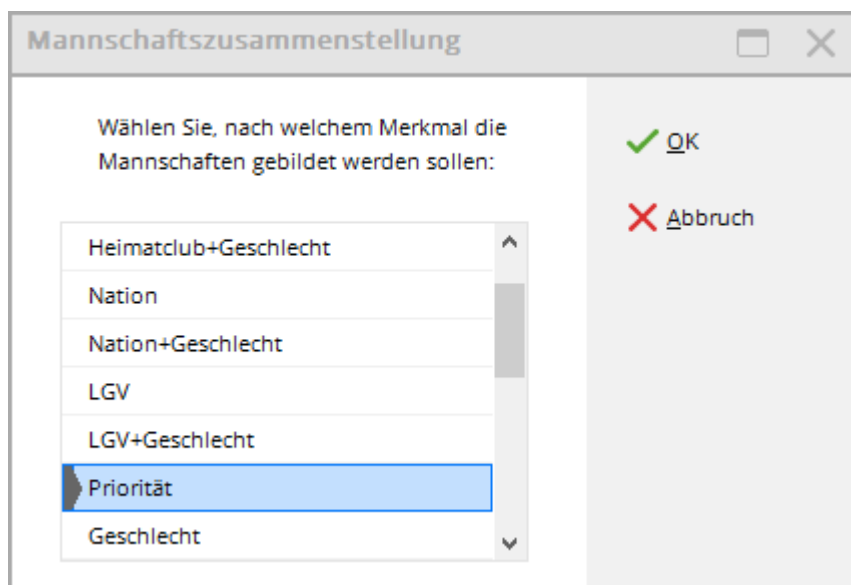 Mannschaftszusammenstellung
Wählen Sie, nach welchem Merkmal die
Mannschaften gebildet werden sollen:
OK
Abbruch
Heimatclub+Geschlecht
Nation
Nation+Geschlecht
LGV
LGV+Geschlecht
Priorität
Geschlecht